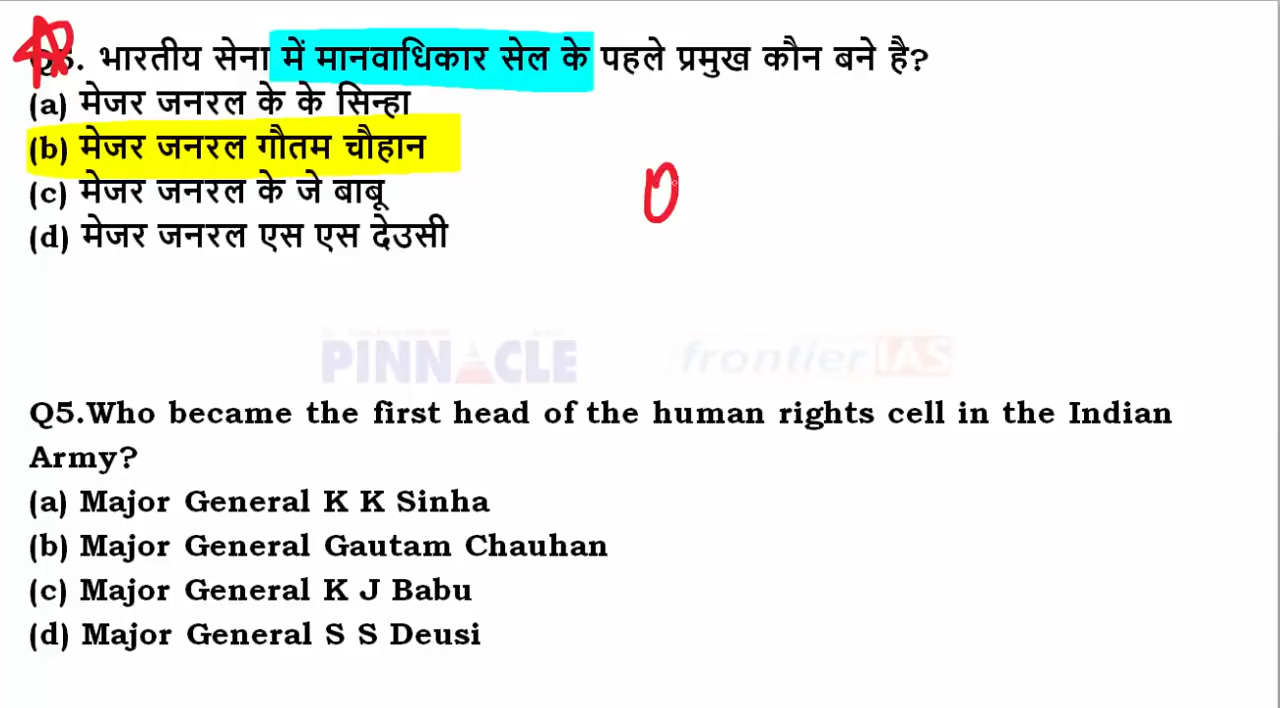 Q5. भारतीय सेना में मानवाधिकार सेल के पहले प्रमुख कौन बने है?
(a) मेजर जनरल के के सिन्हा
(b) मेजर जनरल गौतम चौहान
(c) मेजर जनरल के जे बाबू
(d) मेजर जनरल एस एस देउसी
PINNACLE frontier IAS
Q5.Who became the first head of the human rights cell in the Indian
Army?
(a) Major General K K Sinha
(b) Major General Gautam Chauhan
(c) Major General K J Babu
(d) Major General S S Deusi